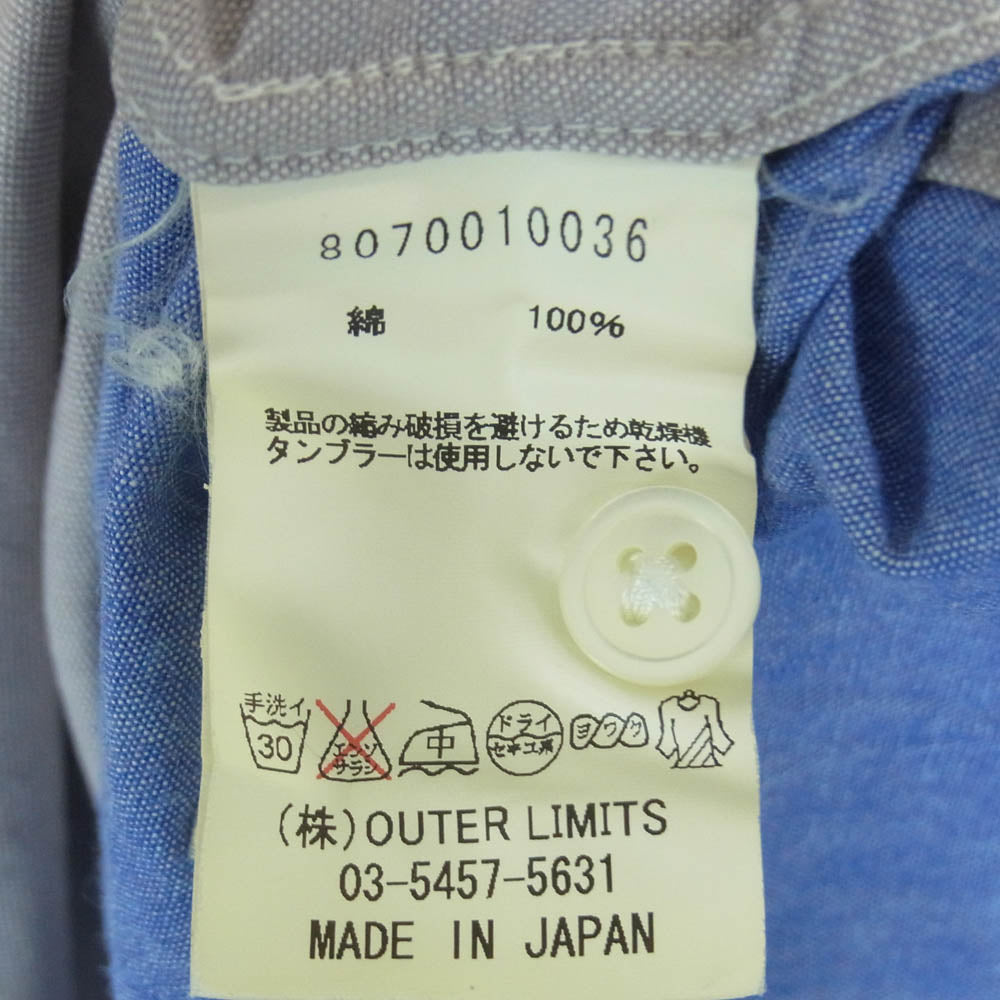 8070010036
綿 100%
製品の縮み破損を避けるため乾燥機
タンブラーは使用しないで下さい。
手洗イ 30 エンソ サラシ 中 ドライ セキユ系 ヨワク
(株)OUTER LIMITS
03-5457-5631
MADE IN JAPAN